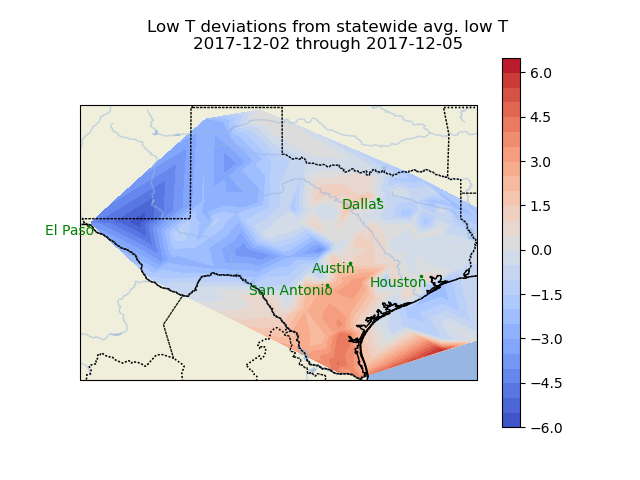 Low T deviations from statewide avg. low T
2017-12-02 through 2017-12-05
6.0
4.5
3.0
1.5
0.0
−1.5
−3.0
−4.5
−6.0
Dallas
El Paso
Austin
Houston
San Antonio